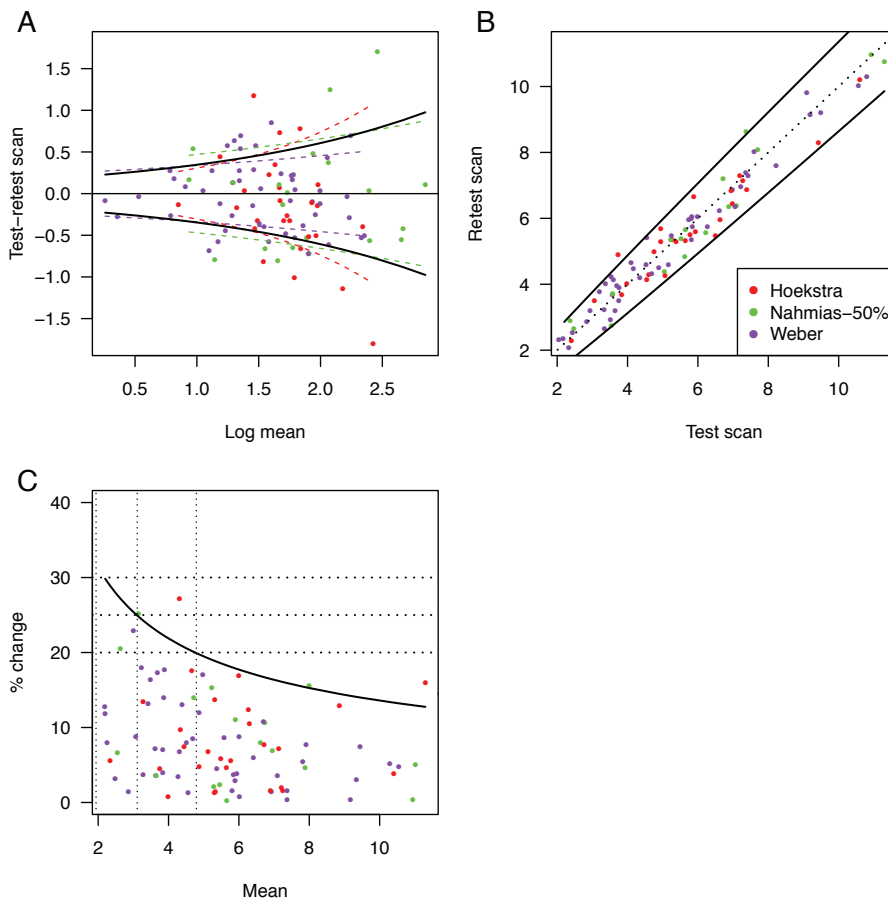 A
Test−retest scan
1.5
1.0
0.5
0.0
−0.5
−1.0
−1.5
0.5 1.0 1.5 2.0 2.5
Log mean
B
Retest scan
10
8
6
4
2
2 4 6 8 10
Test scan
Hoekstra
Nahmias−50%
Weber
C
% change
40
30
20
10
0
2 4 6 8 10
Mean